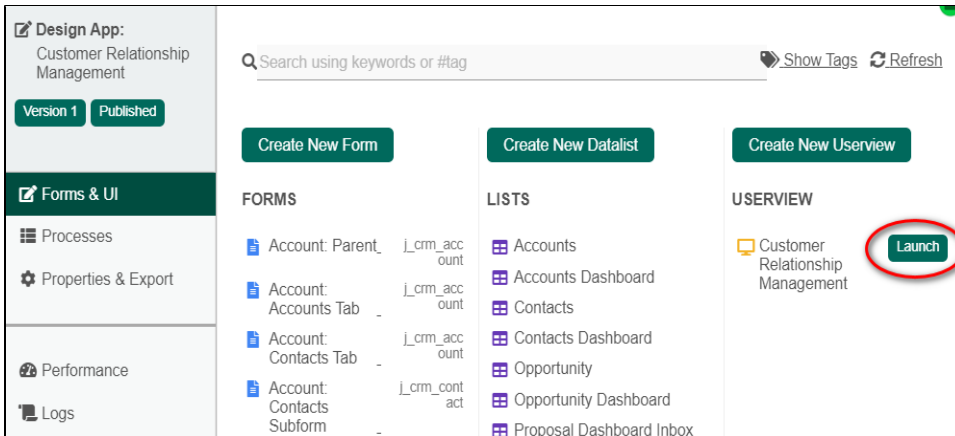 Design App:
Customer Relationship
Management
Version 1 Published
Forms & UI
Processes
Properties & Export
Performance
Logs
Search using keywords or #tag
Show Tags Refresh
Create New Form
FORMS
Account: Parent_ j_crm_acc
ount
Account: j_crm_acc
Accounts Tab _ ount
Account: j_crm_acc
Contacts Tab _ ount
Account: j_crm_cont
Contacts act
Subform _
Create New Datalist
LISTS
Accounts
Accounts Dashboard
Contacts
Contacts Dashboard
Opportunity
Opportunity Dashboard
Proposal Dashboard Inbox
Create New Userview
USERVIEW
Customer Launch
Relationship
Management